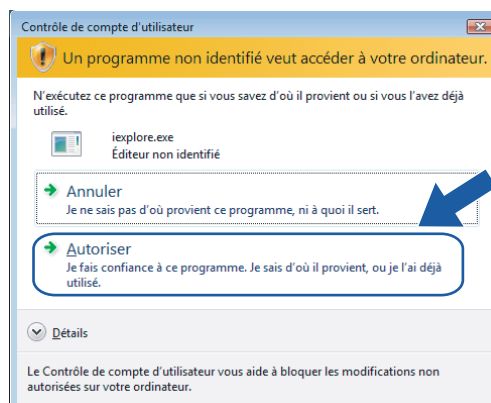 Contrôle de compte d'utilisateur
Un programme non identifié veut accéder à votre ordinateur.
N'exécutez ce programme que si vous savez d'où il provient ou si vous l'avez déjà
utilisé.
iexplore.exe
Éditeur non identifié
Annuler
Je ne sais pas d'où provient ce programme, ni à quoi il sert.
Autoriser
Je fais confiance à ce programme. Je sais d'où il provient, ou je l'ai déjà
utilisé.
Détails
Le Contrôle de compte d'utilisateur vous aide à bloquer les modifications non
autorisées sur votre ordinateur.